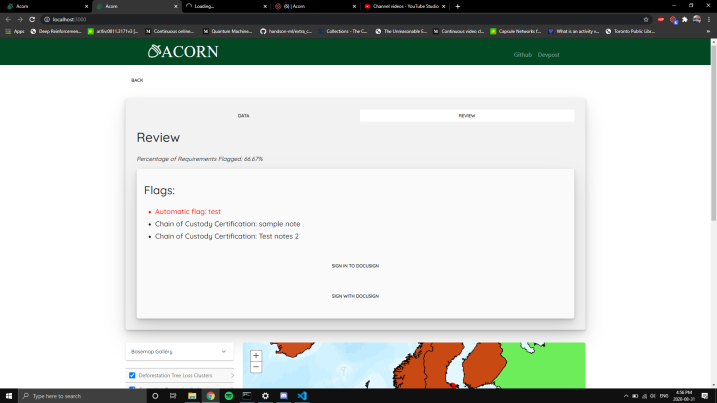 Acorn
Acorn
Loading...
(6) | Acorn
Channel videos - YouTube Studio
localhost:3000
Apps
Deep Reinforcemen...
arXiv:0811.3171v3 [...
Continuous online...
Quantum Machine...
handson-ml/extra_c...
Collections - The C...
The Unreasonable E...
Continuous video cl...
Capsule Networks f...
What is an activity s...
Toronto Public Libr...
ACORN
Github Devpost
BACK
DATA
REVIEW
Review
Percentage of Requirements Flagged: 66.67%
Flags:
Automatic flag: test
Chain of Custody Certification: sample note
Chain of Custody Certification: Test notes 2
SIGN IN TO DOCUSIGN
SIGN WITH DOCUSIGN
Basemap Gallery
+
−
Deforestation Tree Loss Clusters
Type here to search
ENG
4:56 PM
2020-08-31